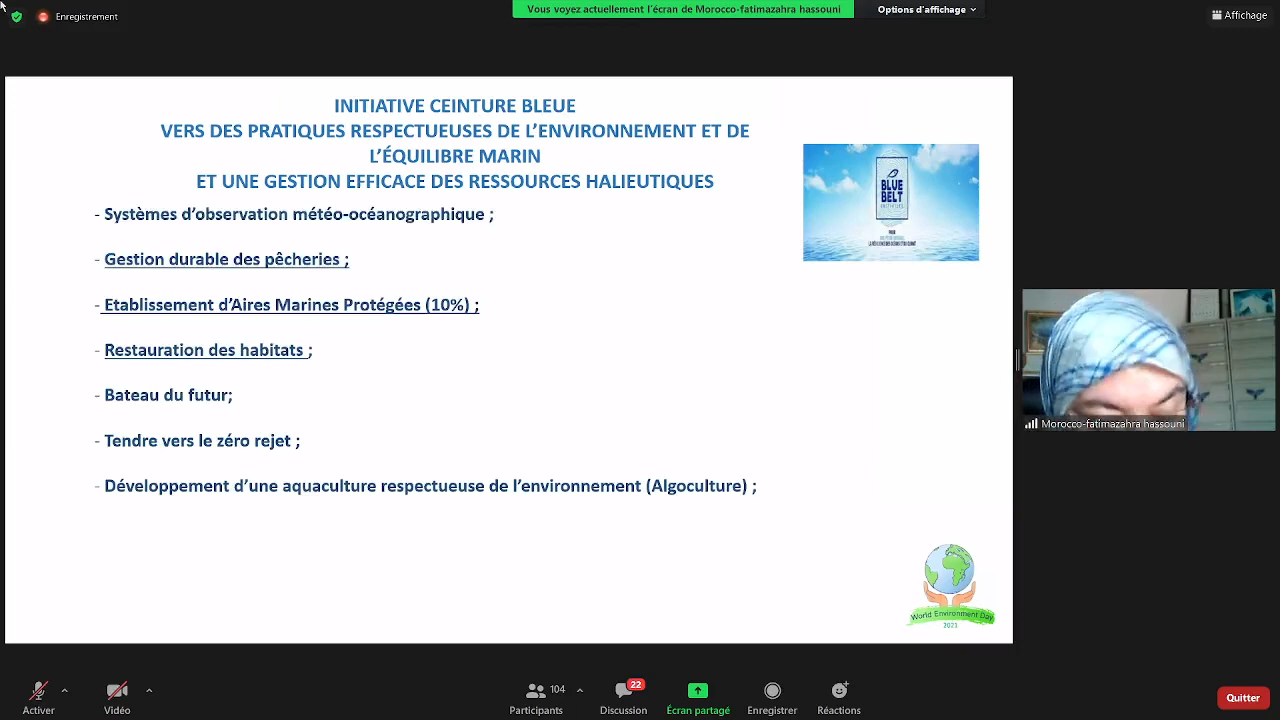 Enregistrement
Vous voyez actuellement l'écran de Morocco-fatimazahra hassouni
Options d'affichage
Affichage
INITIATIVE CEINTURE BLEUE
VERS DES PRATIQUES RESPECTUEUSES DE L'ENVIRONNEMENT ET DE
L'ÉQUILIBRE MARIN
ET UNE GESTION EFFICACE DES RESSOURCES HALIEUTIQUES
- Systèmes d'observation météo-océanographique ;
- Gestion durable des pêcheries ;
- Etablissement d'Aires Marines Protégées (10%) ;
- Restauration des habitats ;
- Bateau du futur;
- Tendre vers le zéro rejet ;
- Développement d'une aquaculture respectueuse de l'environnement (Algoculture) ;
BLUE
BELT
World Environment Day
2021
Morocco-fatimazahra hassouni
Activer
Vidéo
104
Participants
22
Discussion
Écran partagé
Enregistrer
Réactions
Quitter